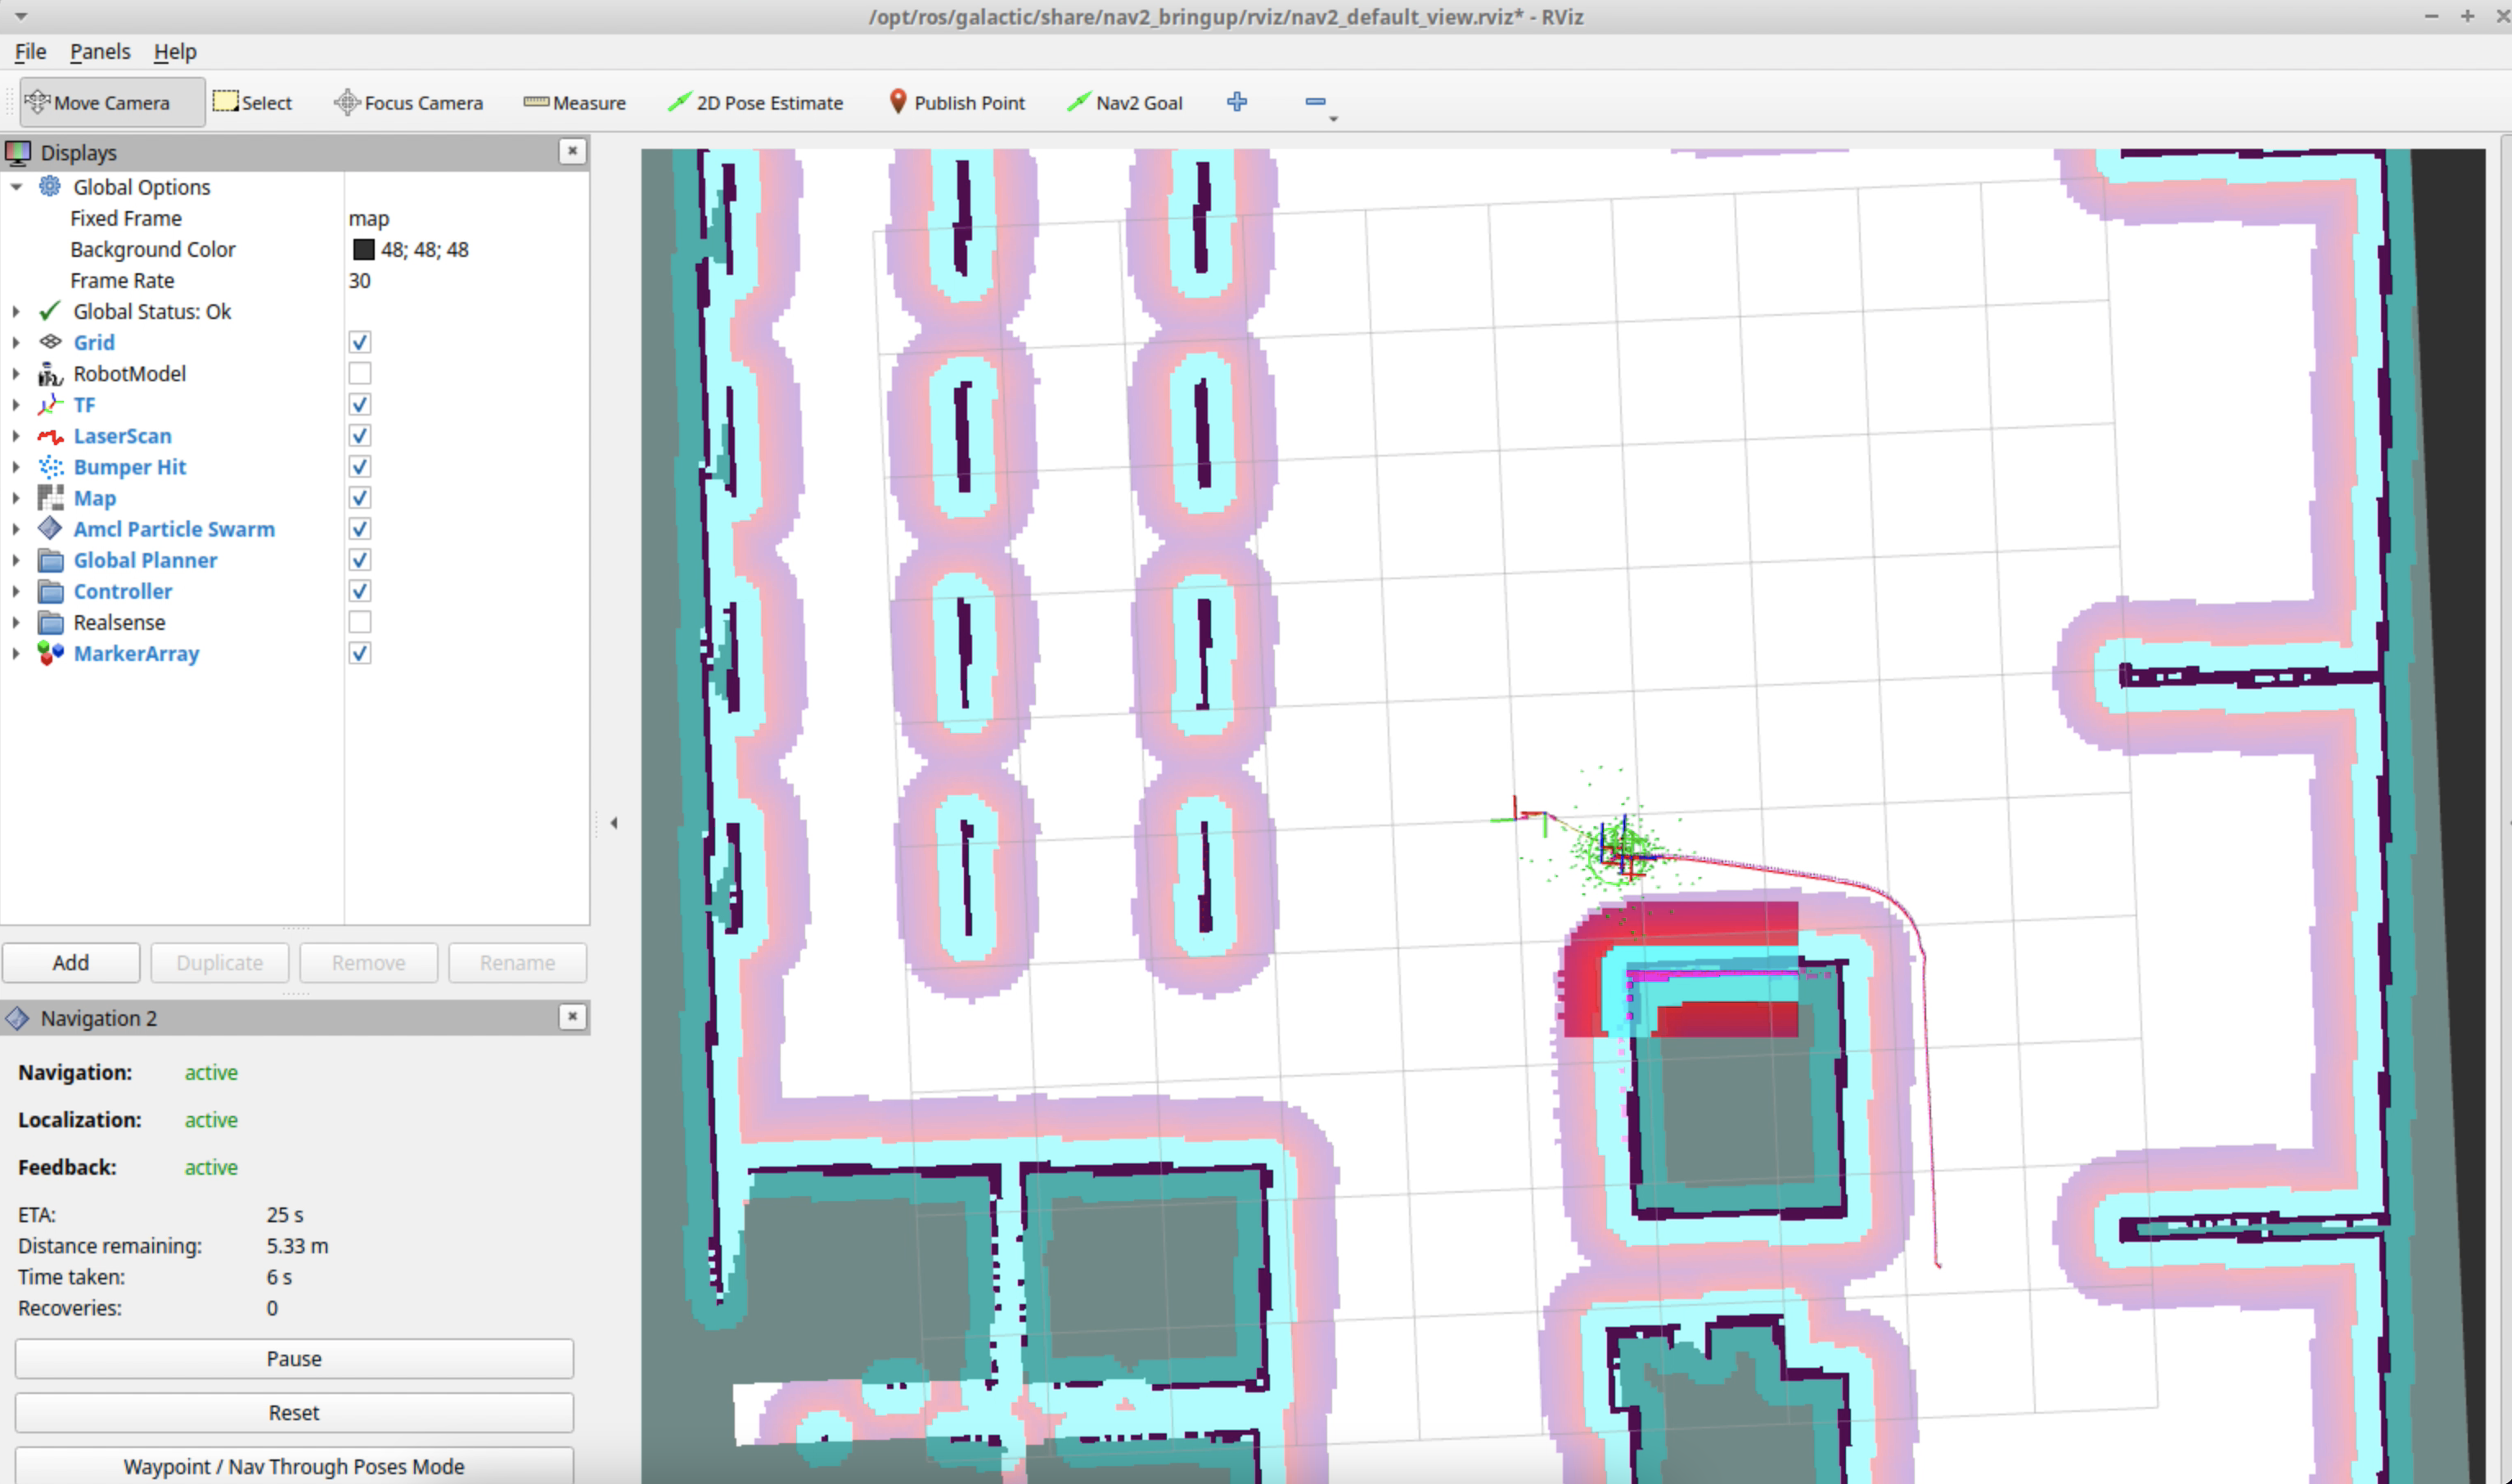 /opt/ros/galactic/share/nav2_bringup/rviz/nav2_default_view.rviz* - RViz
File Panels Help
Move Camera Select Focus Camera Measure 2D Pose Estimate Publish Point Nav2 Goal
Displays
Global Options
Fixed Frame map
Background Color 48; 48; 48
Frame Rate 30
Global Status: Ok
Grid
RobotModel
TF
LaserScan
Bumper Hit
Map
Amcl Particle Swarm
Global Planner
Controller
Realsense
MarkerArray
Add Duplicate Remove Rename
Navigation 2
Navigation: active
Localization: active
Feedback: active
ETA: 25 s
Distance remaining: 5.33 m
Time taken: 6 s
Recoveries: 0
Pause
Reset
Waypoint / Nav Through Poses Mode